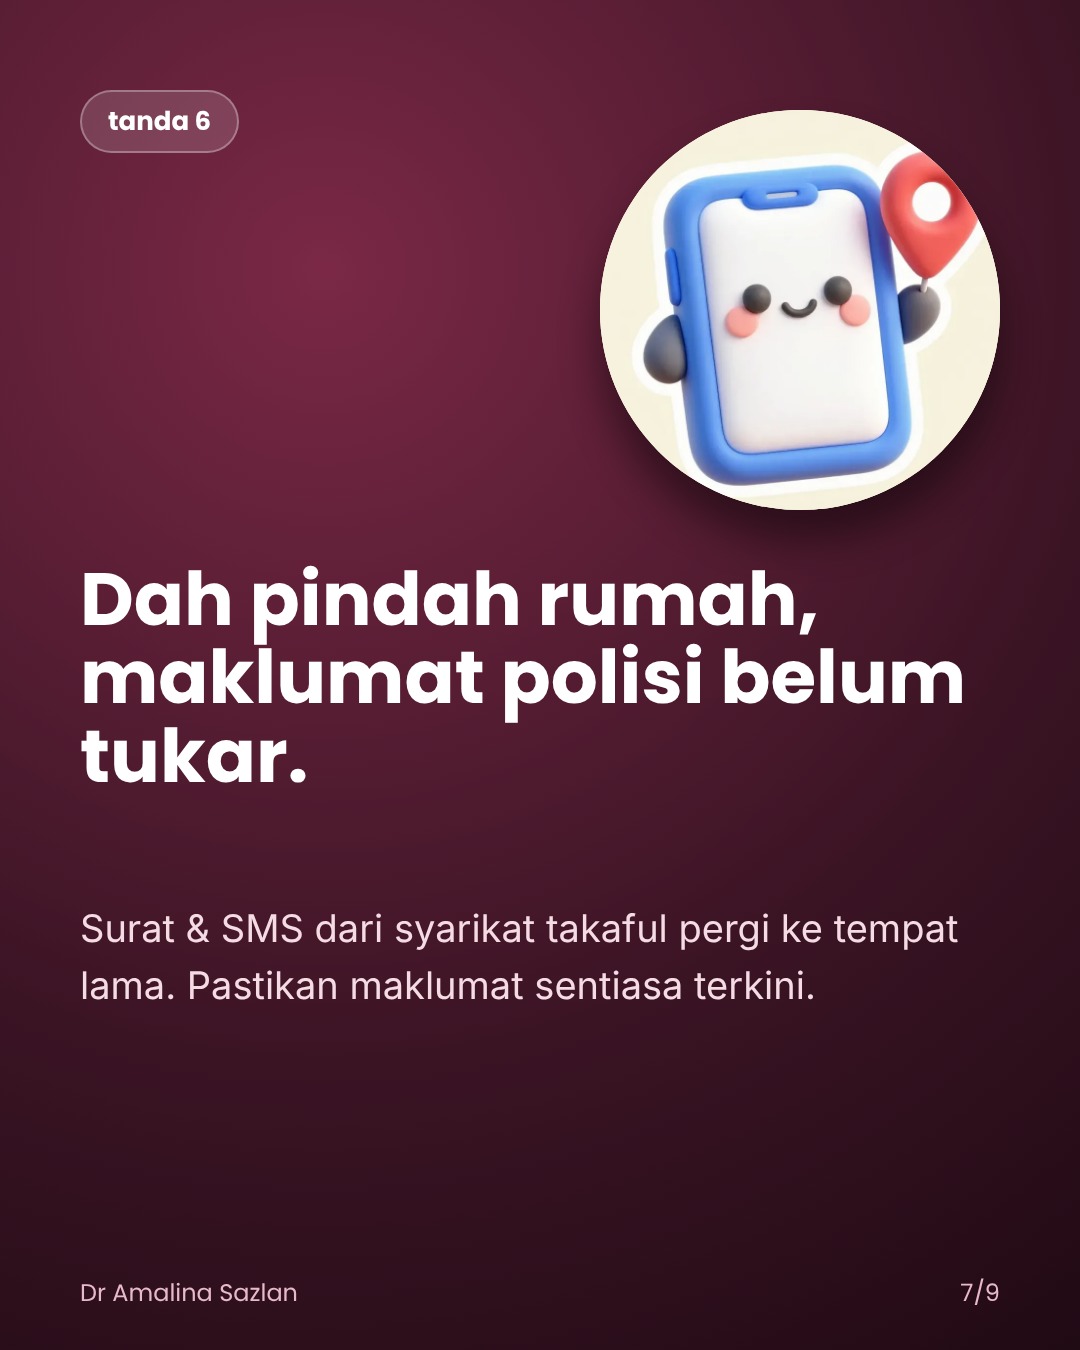 tanda 6
Dah pindah rumah,
maklumat polisi belum
tukar.
Surat & SMS dari syarikat takaful pergi ke tempat
lama. Pastikan maklumat sentiasa terkini.
Dr Amalina Sazlan
7/9